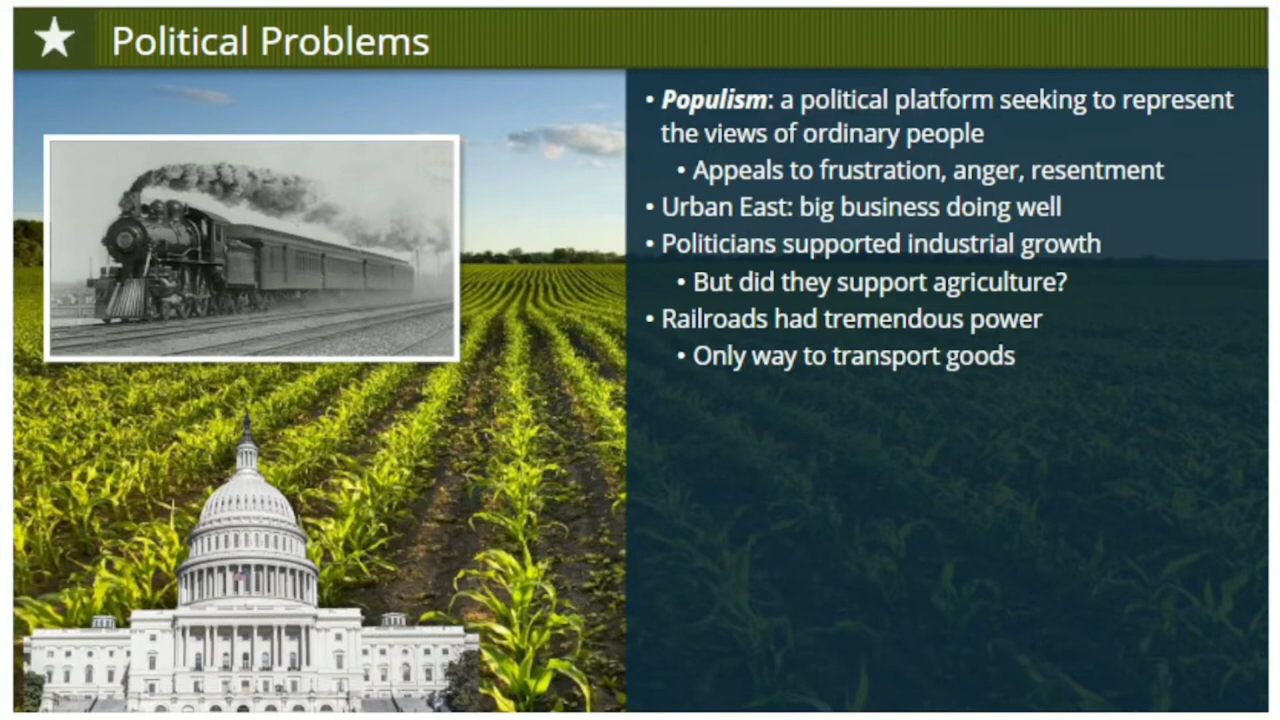 Political Problems
• Populism: a political platform seeking to represent
the views of ordinary people
• Appeals to frustration, anger, resentment
• Urban East: big business doing well
• Politicians supported industrial growth
• But did they support agriculture?
• Railroads had tremendous power
• Only way to transport goods